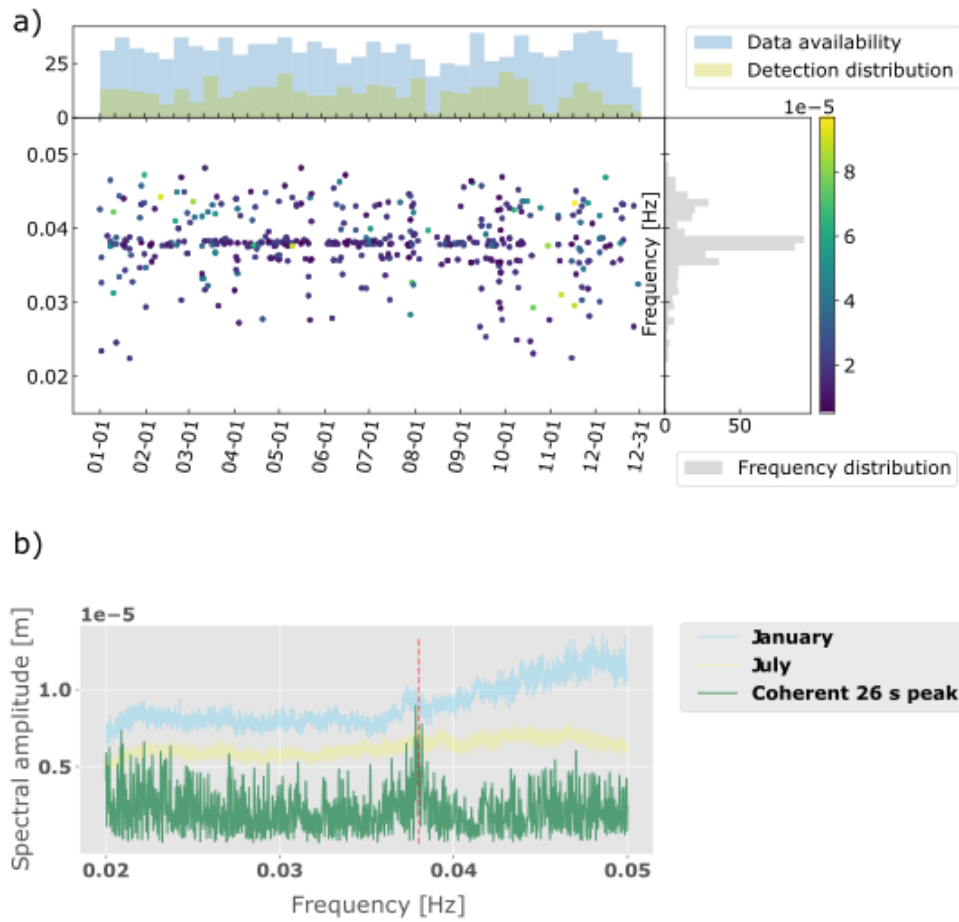 a)
Data availability
Detection distribution
25
0
1e−5
0.05
0.04
0.03
0.02
Frequency [Hz]
8
6
4
2
01-01
02-01
03-01
04-01
05-01
06-01
07-01
08-01
09-01
10-01
11-01
12-01
12-31
0
50
Frequency distribution
b)
1e−5
Spectral amplitude [m]
1.0
0.5
January
July
Coherent 26 s peak
0.02
0.03
0.04
0.05
Frequency [Hz]